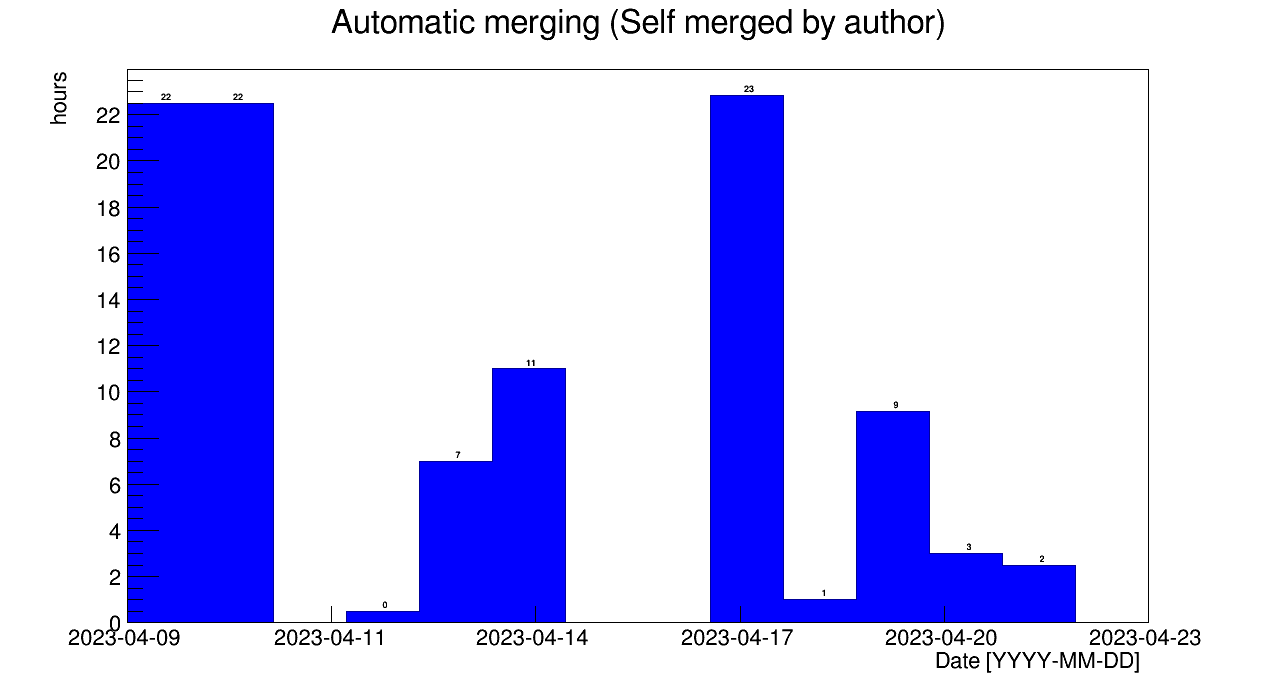 Automatic merging (Self merged by author)
hours
22
20
18
16
14
12
10
8
6
4
2
0
22 22 0 7 11 23 1 9 3 2
2023-04-09 2023-04-11 2023-04-14 2023-04-17 2023-04-20 2023-04-23
Date [YYYY-MM-DD]